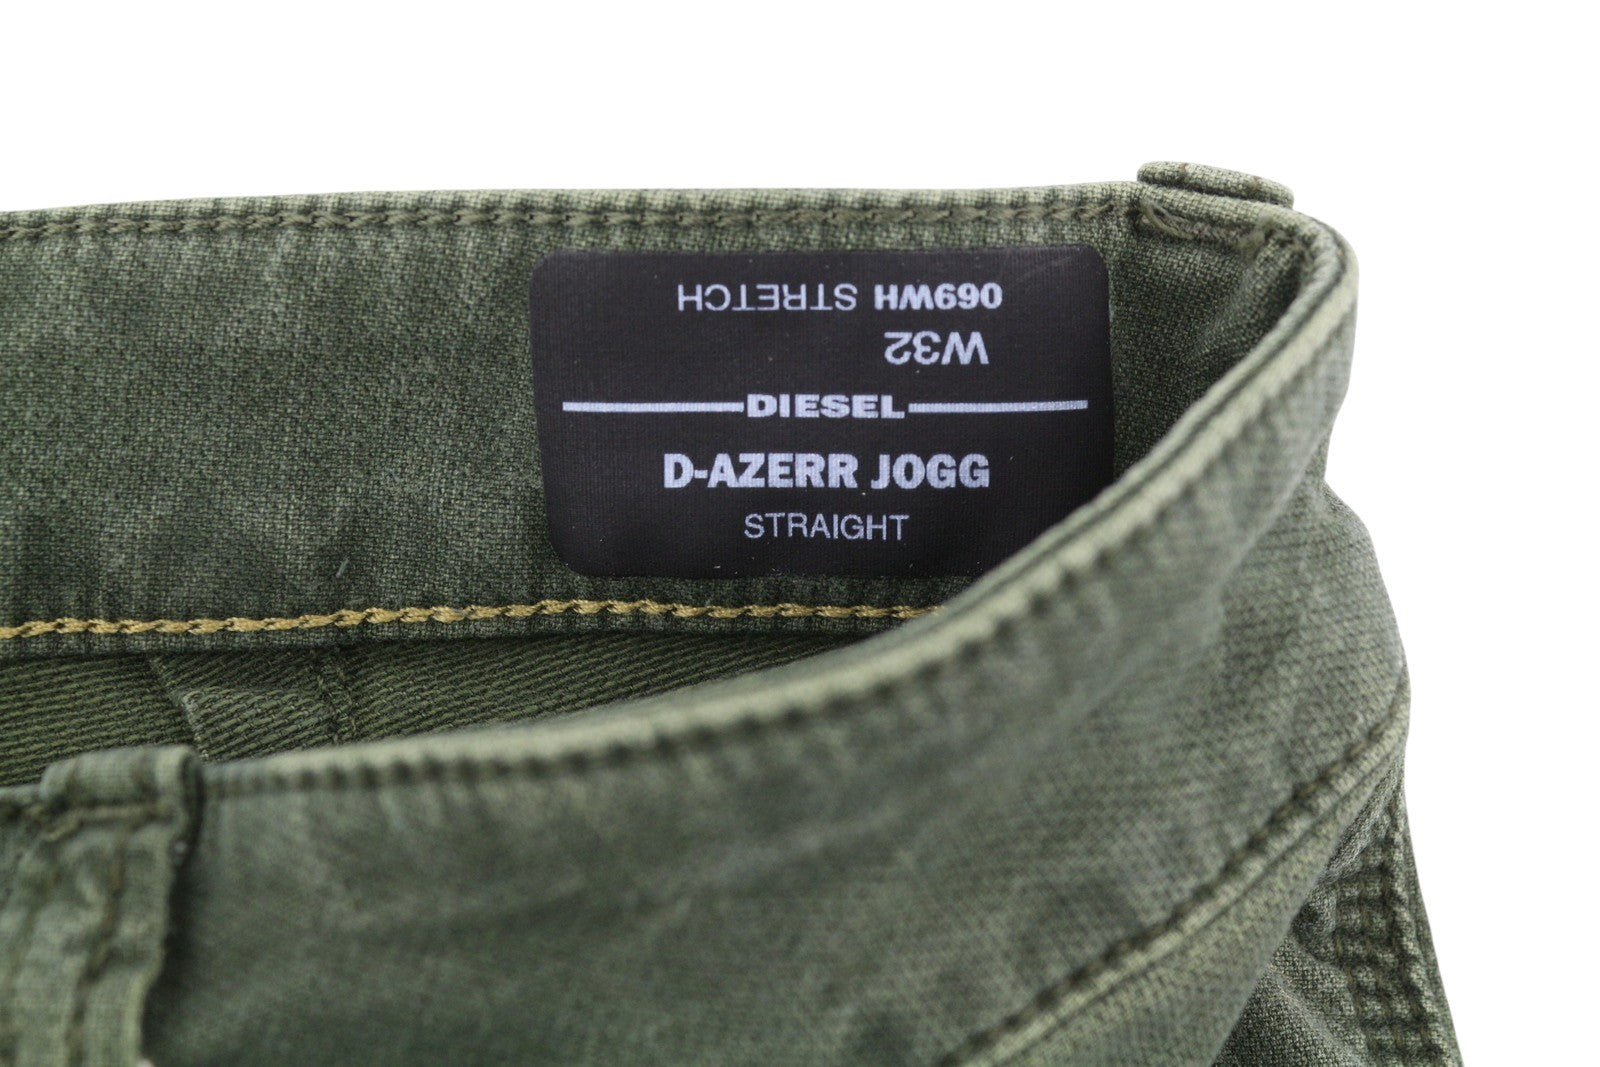 069WH STRETCH
W32
DIESEL
D-AZERR JOGG
STRAIGHT